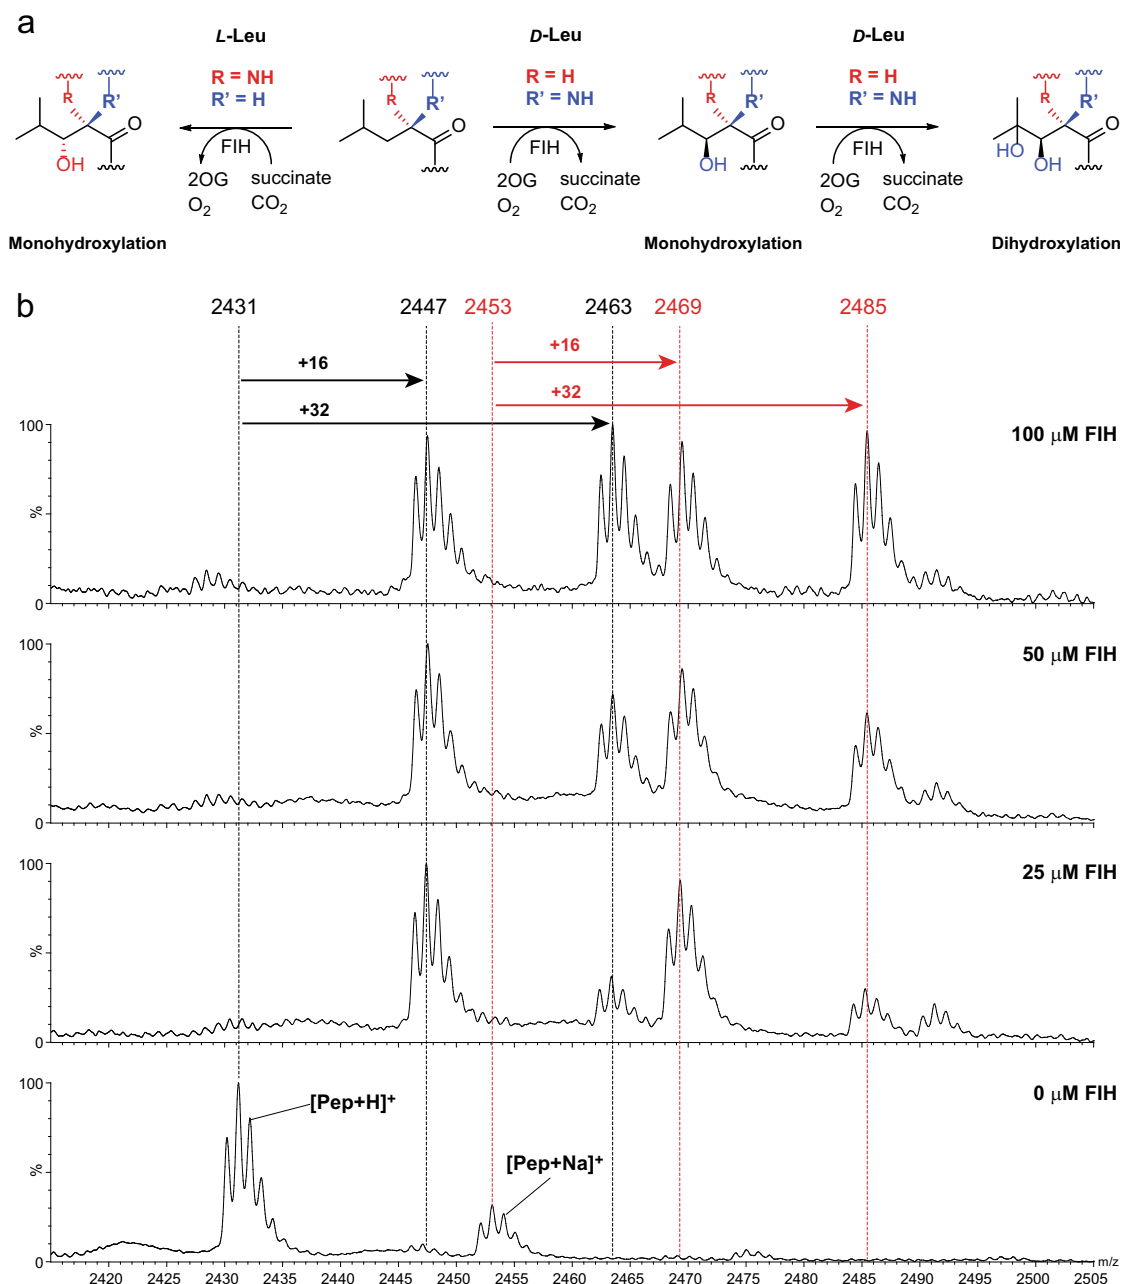 a
L-Leu
D-Leu
D-Leu
R = NH
R' = H
R = H
R' = NH
R = H
R' = NH
R R' O
OH
FIH
2OG succinate
O2 CO2
R R' O
FIH
2OG succinate
O2 CO2
R R' O
OH
FIH
2OG succinate
O2 CO2
R R' O
HO OH
Monohydroxylation
Monohydroxylation
Dihydroxylation
b
2431 2447 2453 2463 2469 2485
+16
+16
+32
+32
100 μM FIH
100
%
0
50 μM FIH
100
%
0
25 μM FIH
100
%
0
0 μM FIH
100
%
0
[Pep+H]+
[Pep+Na]+
2420 2425 2430 2435 2440 2445 2450 2455 2460 2465 2470 2475 2480 2485 2490 2495 2500 2505 m/z